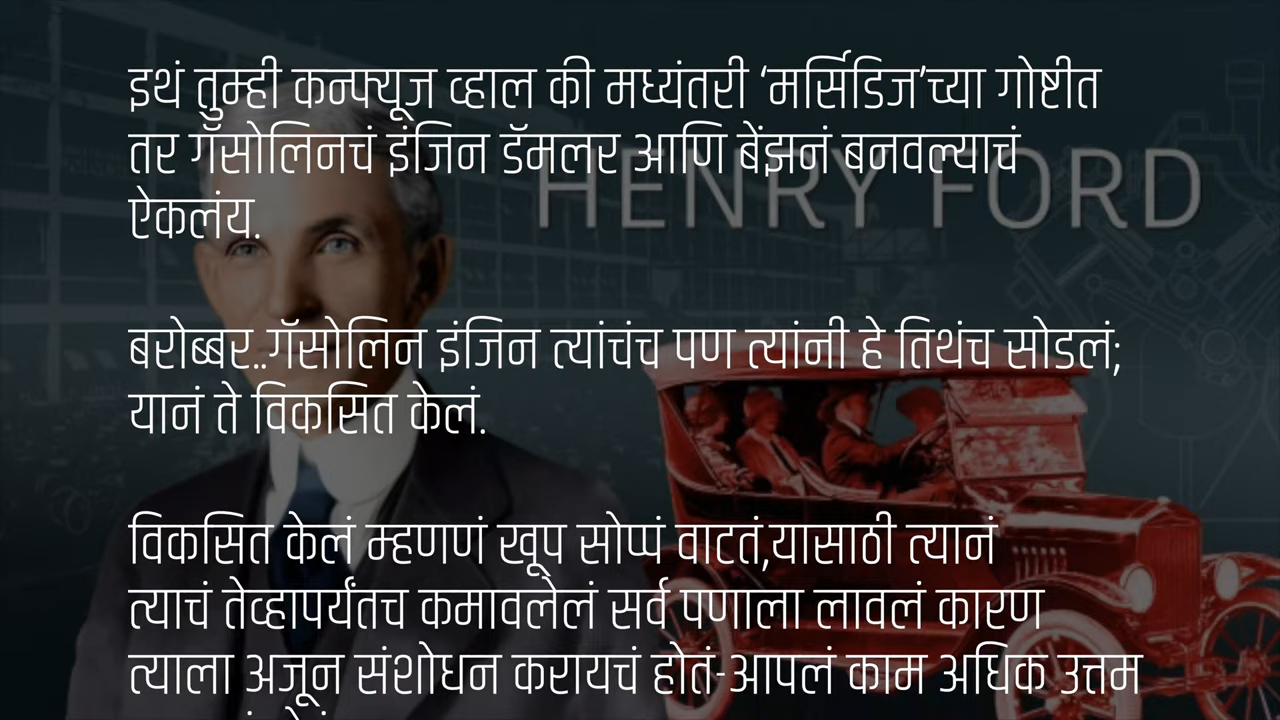 इथं तुम्ही कन्फ्यूज व्हाल की मध्यंतरी ‘मर्सिडिज’च्या गोष्टीत
तर गॅसोलिनचं इंजिन डॅमलर आणि बेंझनं बनवल्याचं
HENRY FORD
ऐकलंय.
बरोब्बर..गॅसोलिन इंजिन त्यांचंच पण त्यांनी हे तिथंच सोडलं;
यानं ते विकसित केलं.
विकसित केलं म्हणणं खूप सोप्पं वाटतं,यासाठी त्यानं
त्याचं तेव्हापर्यंतच कमावलेलं सर्व पणाला लावलं कारण
त्याला अजून संशोधन करायचं होतं-आपलं काम अधिक उत्तम